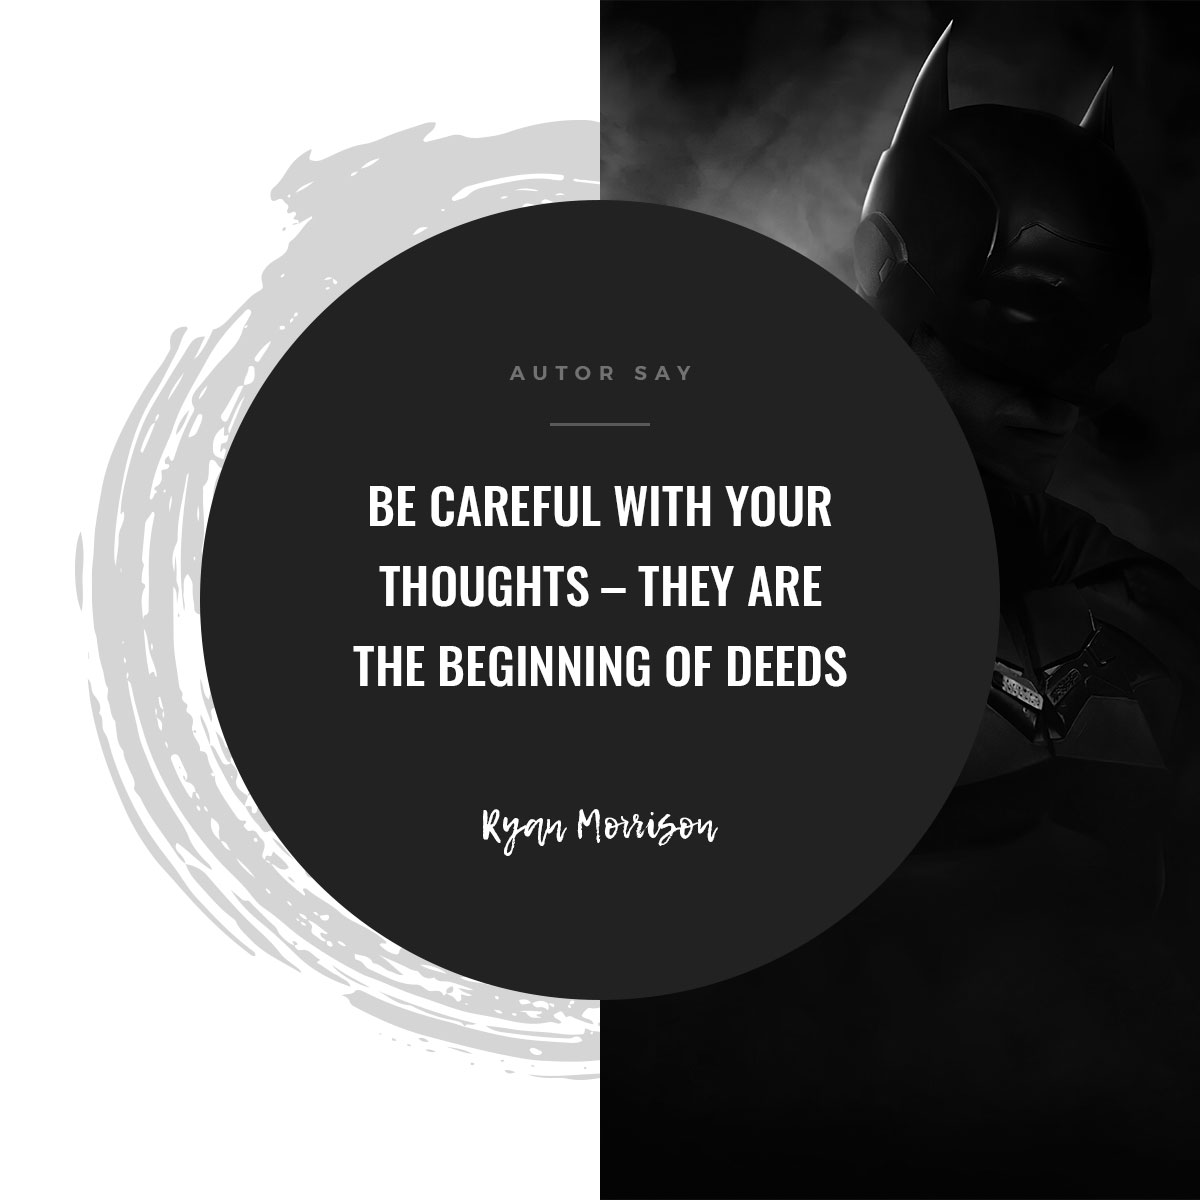 AUTOR SAY
BE CAREFUL WITH YOUR
THOUGHTS – THEY ARE
THE BEGINNING OF DEEDS
Ryan Morrison